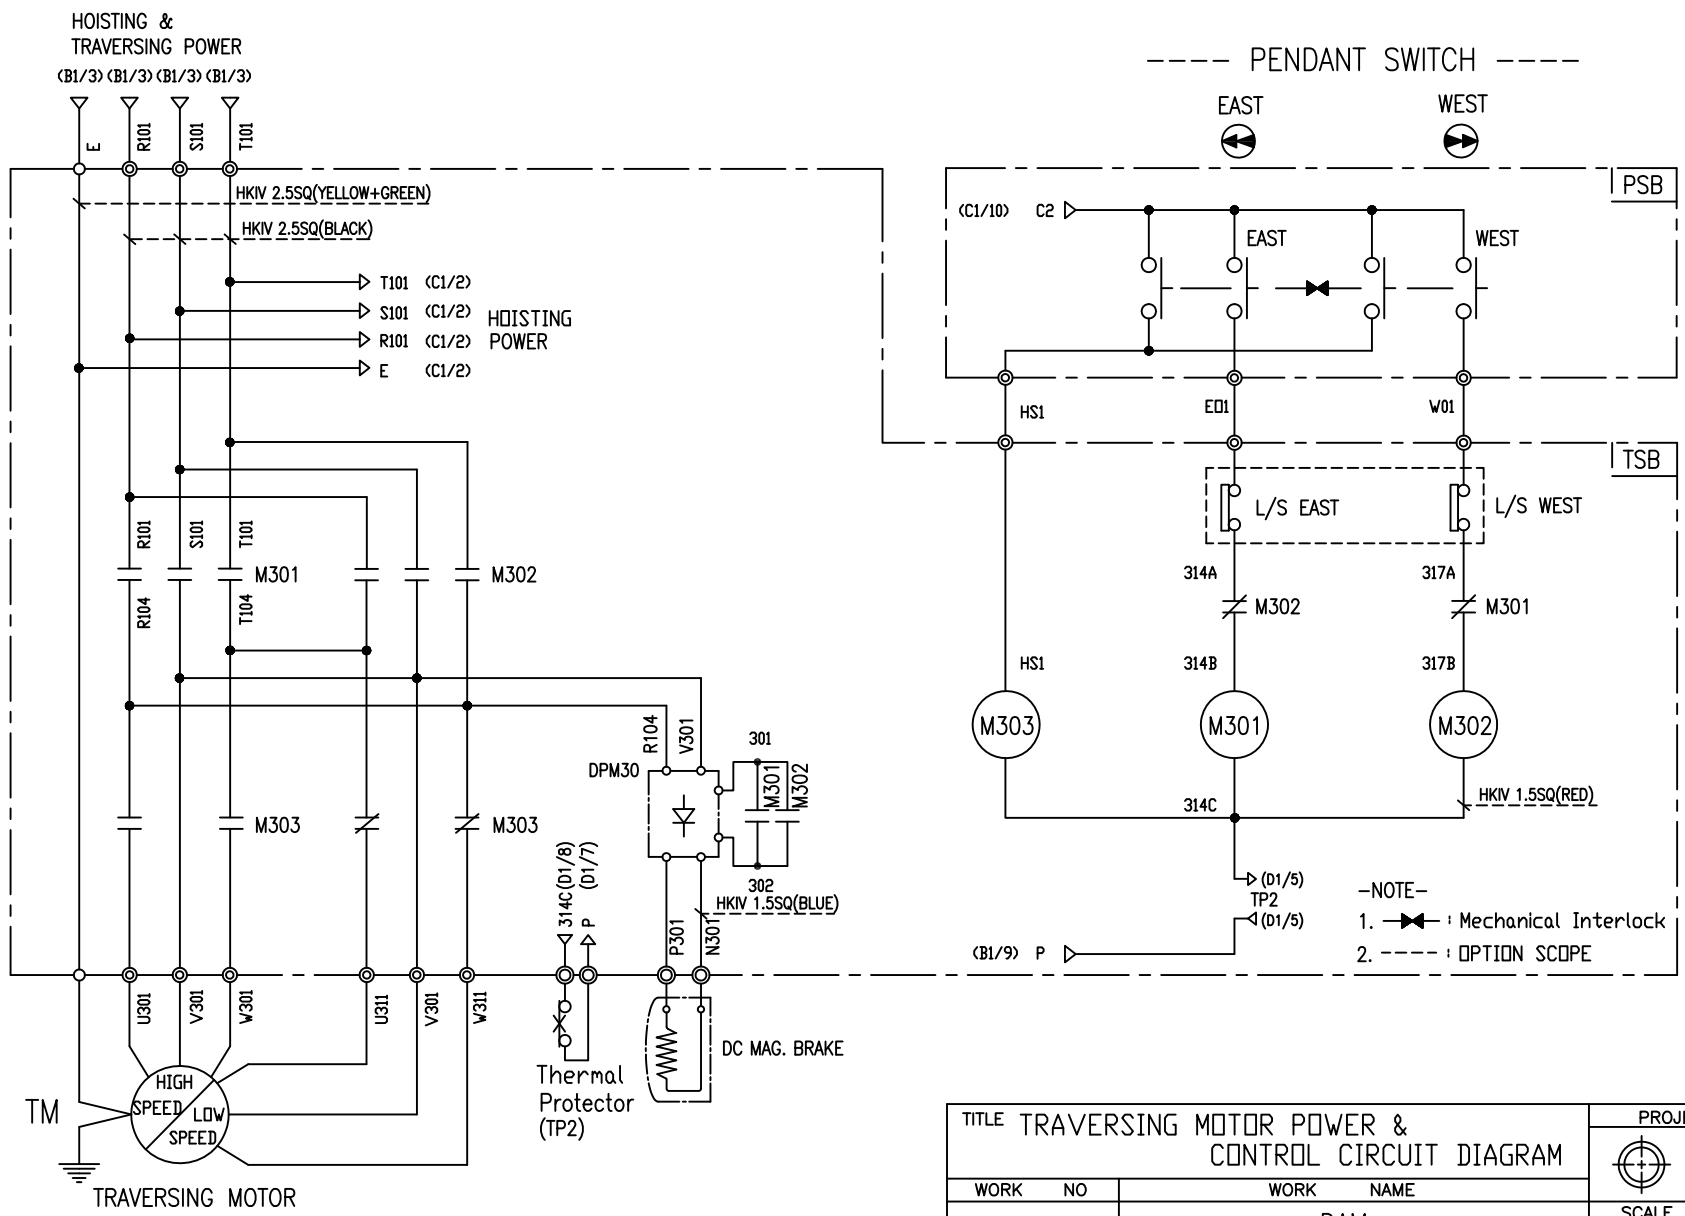 HOISTING &
TRAVERSING POWER
(B1/3) (B1/3) (B1/3) (B1/3)
E
R101
S101
T101
HKIV 2.5SQ(YELLOW+GREEN)
HKIV 2.5SQ(BLACK)
T101 (C1/2)
S101 (C1/2)
R101 (C1/2)
E (C1/2)
HOISTING
POWER
R101
S101
T101
M301
M302
R104
T104
M303
M303
R104
V301
DPM30
301
M301
M302
302
HKIV 1.5SQ(BLUE)
314C(D1/8)
P (D1/7)
P301
N301
U301
V301
W301
U311
V301
W311
Thermal
Protector
(TP2)
DC MAG. BRAKE
TM
HIGH
SPEED
LOW
SPEED
TRAVERSING MOTOR
PENDANT SWITCH
EAST
WEST
PSB
(C1/10) C2
EAST
WEST
HS1
E01
W01
TSB
L/S EAST
L/S WEST
314A
317A
M302
M301
HS1
314B
317B
M303
M301
M302
314C
HKIV 1.5SQ(RED)
(D1/5)
TP2
(D1/5)
(B1/9) P
-NOTE-
1. : Mechanical Interlock
2. ---- : OPTION SCOPE
TITLE TRAVERSING MOTOR POWER &
CONTROL CIRCUIT DIAGRAM
WORK NO
WORK NAME